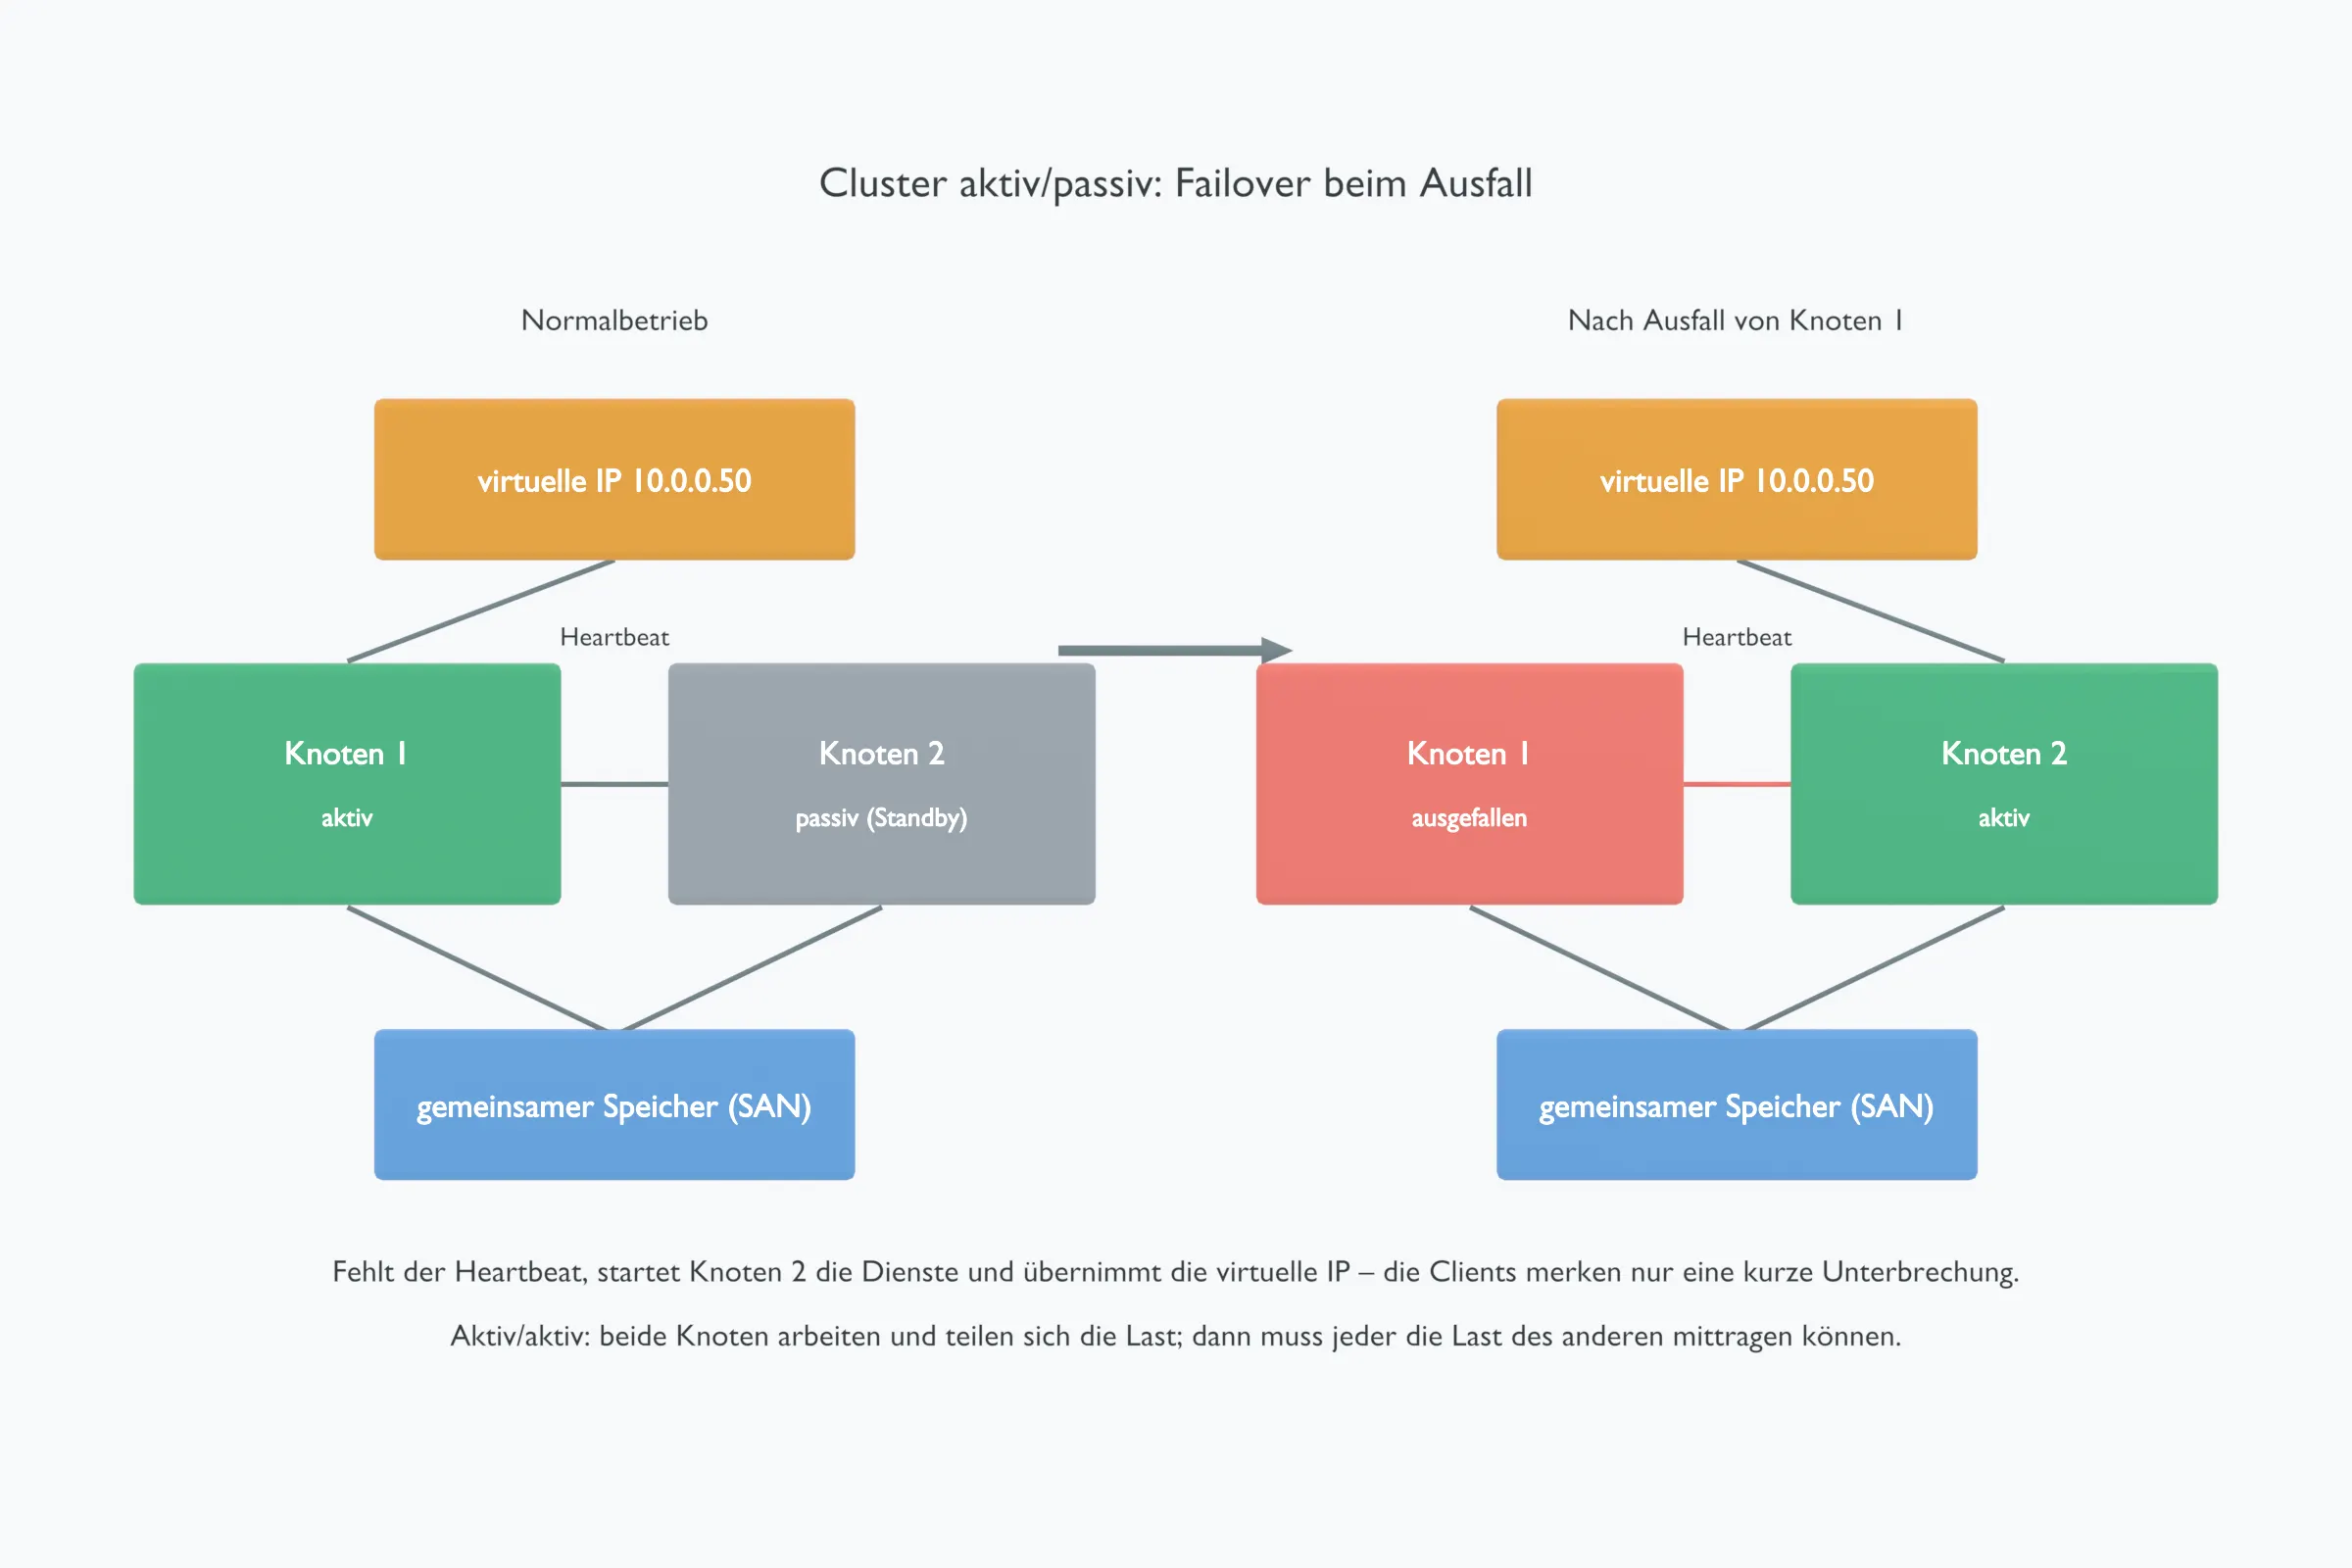 Cluster aktiv/passiv: Failover beim Ausfall
Normalbetrieb
virtuelle IP 10.0.0.50
Heartbeat
Knoten 1
aktiv
Knoten 2
passiv (Standby)
gemeinsamer Speicher (SAN)
Nach Ausfall von Knoten 1
virtuelle IP 10.0.0.50
Heartbeat
Knoten 1
ausgefallen
Knoten 2
aktiv
gemeinsamer Speicher (SAN)
Fehlt der Heartbeat, startet Knoten 2 die Dienste und übernimmt die virtuelle IP – die Clients merken nur eine kurze Unterbrechung.
Aktiv/aktiv: beide Knoten arbeiten und teilen sich die Last; dann muss jeder die Last des anderen mittragen können.